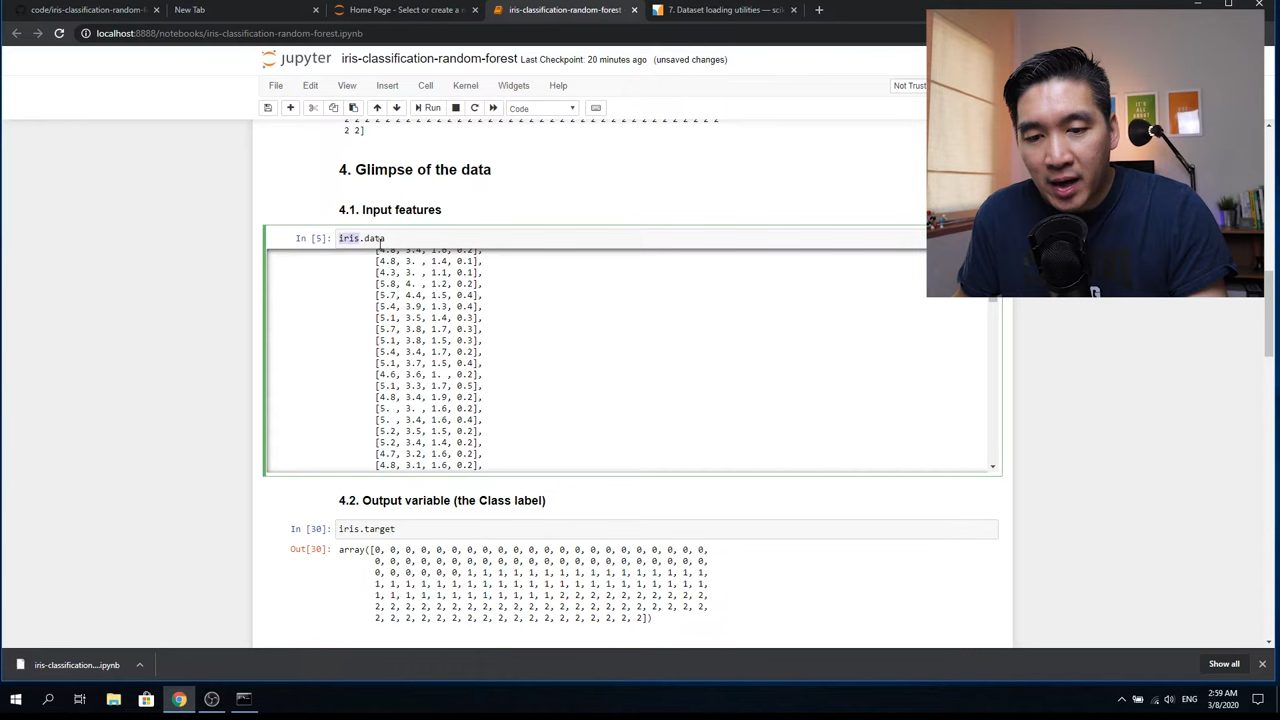 code/iris-classification-random-f
New Tab
Home Page - Select or create a n
iris-classification-random-forest
7. Dataset loading utilities — sci
localhost:8888/notebooks/iris-classification-random-forest.ipynb
jupyter iris-classification-random-forest Last Checkpoint: 20 minutes ago (unsaved changes)
File Edit View Insert Cell Kernel Widgets Help Not Trust
Run Code
2 2]
4. Glimpse of the data
4.1. Input features
In [5]: iris.data
[4.8, 3.4, 1.6, 0.2],
[4.8, 3. , 1.4, 0.1],
[4.3, 3. , 1.1, 0.1],
[5.8, 4. , 1.2, 0.2],
[5.7, 4.4, 1.5, 0.4],
[5.4, 3.9, 1.3, 0.4],
[5.1, 3.5, 1.4, 0.3],
[5.7, 3.8, 1.7, 0.3],
[5.1, 3.8, 1.5, 0.3],
[5.4, 3.4, 1.7, 0.2],
[5.1, 3.7, 1.5, 0.4],
[4.6, 3.6, 1. , 0.2],
[5.1, 3.3, 1.7, 0.5],
[4.8, 3.4, 1.9, 0.2],
[5. , 3. , 1.6, 0.2],
[5. , 3.4, 1.6, 0.4],
[5.2, 3.5, 1.5, 0.2],
[5.2, 3.4, 1.4, 0.2],
[4.7, 3.2, 1.6, 0.2],
[4.8, 3.1, 1.6, 0.2],
4.2. Output variable (the Class label)
In [30]: iris.target
Out[30]: array([0, 0, 0, 0, 0, 0, 0, 0, 0, 0, 0, 0, 0, 0, 0, 0, 0, 0, 0, 0, 0, 0,
0, 0, 0, 0, 0, 0, 0, 0, 0, 0, 0, 0, 0, 0, 0, 0, 0, 0, 0, 0, 0, 0,
0, 0, 0, 0, 0, 0, 1, 1, 1, 1, 1, 1, 1, 1, 1, 1, 1, 1, 1, 1, 1, 1,
1, 1, 1, 1, 1, 1, 1, 1, 1, 1, 1, 1, 1, 1, 1, 1, 1, 1, 1, 1, 1, 1,
1, 1, 1, 1, 1, 1, 1, 1, 1, 1, 1, 1, 2, 2, 2, 2, 2, 2, 2, 2, 2, 2,
2, 2, 2, 2, 2, 2, 2, 2, 2, 2, 2, 2, 2, 2, 2, 2, 2, 2, 2, 2, 2, 2,
2, 2, 2, 2, 2, 2, 2, 2, 2, 2, 2, 2, 2, 2, 2, 2, 2, 2])
iris-classification....ipynb
Show all
ENG
2:59 AM
3/8/2020